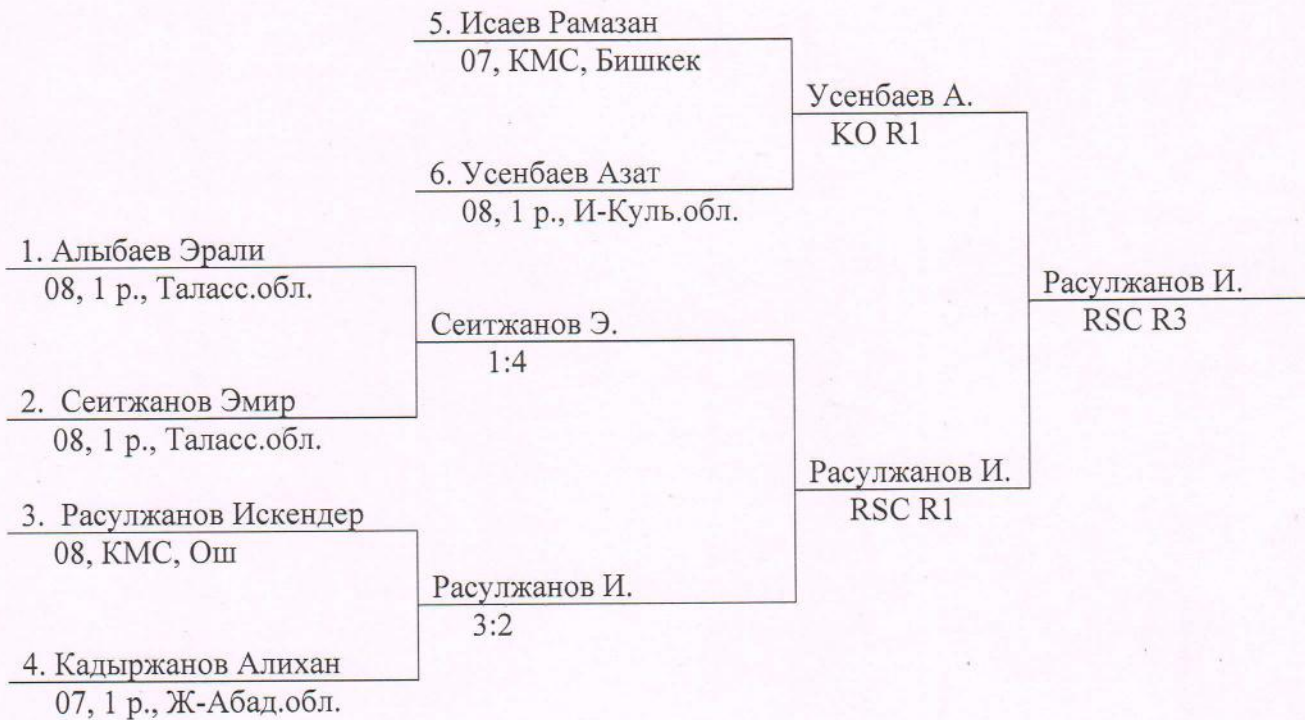 5. Исаев Рамазан
07, КМС, Бишкек
Усенбаев А.
KO R1
6. Усенбаев Азат
08, 1 р., И-Куль.обл.
1. Алыбаев Эрали
08, 1 р., Таласс.обл.
Расулжанов И.
RSC R3
Сеитжанов Э.
1:4
2. Сеитжанов Эмир
08, 1 р., Таласс.обл.
Расулжанов И.
RSC R1
3. Расулжанов Искендер
08, КМС, Ош
Расулжанов И.
3:2
4. Кадыржанов Алихан
07, 1 р., Ж-Абад.обл.